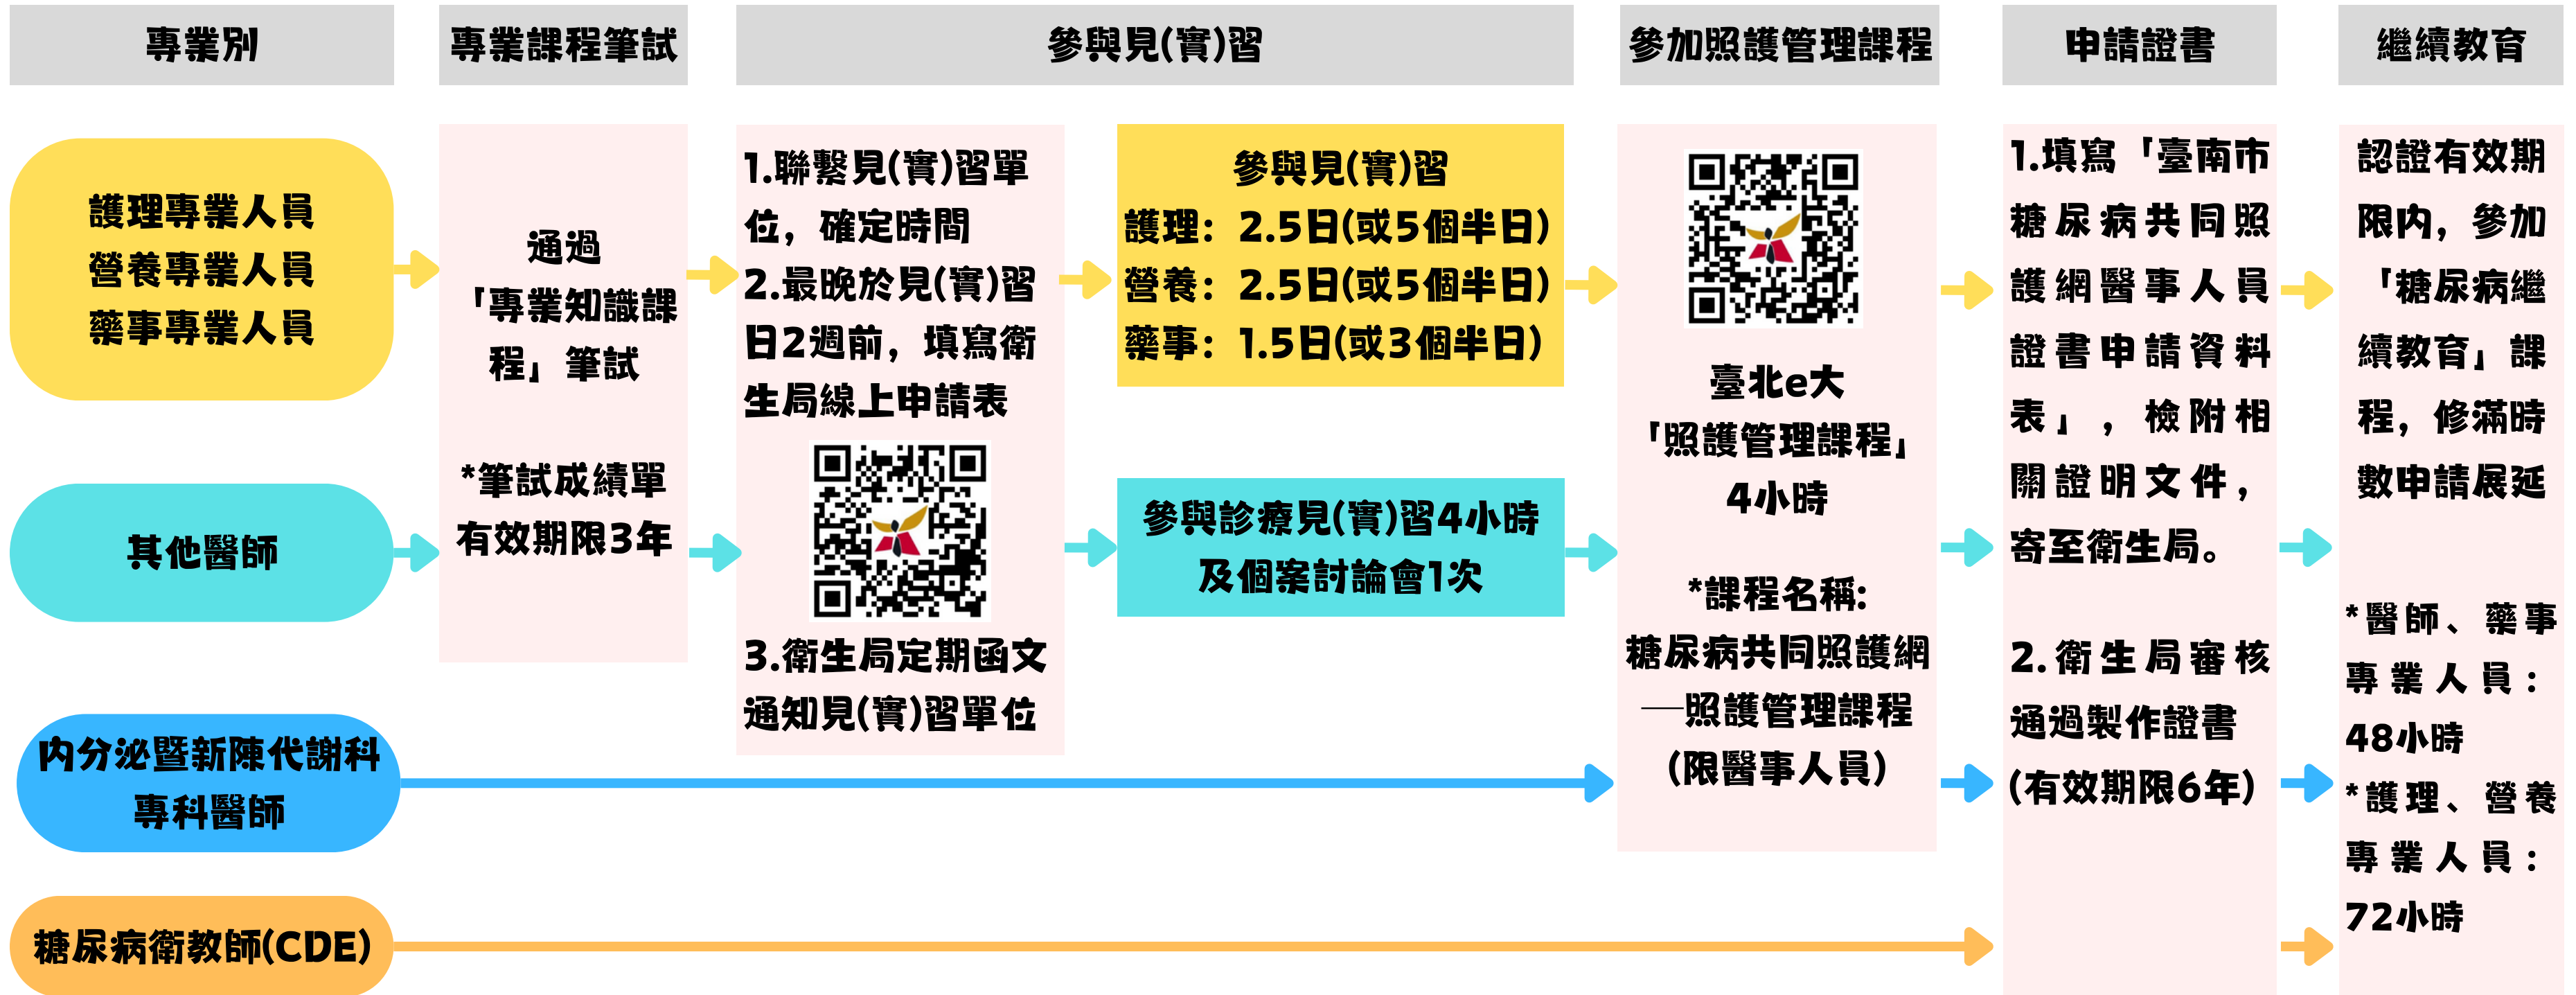 專業別
專業課程筆試
參與見(實)習
參加照護管理課程
申請證書
繼續教育
護理專業人員
營養專業人員
藥事專業人員
其他醫師
內分泌暨新陳代謝科
專科醫師
糖尿病衛教師(CDE)
通過
「專業知識課
程」筆試
*筆試成績單
有效期限3年
1.聯繫見(實)習單
位，確定時間
2.最晚於見(實)習
日2週前，填寫衛
生局線上申請表
3.衛生局定期函文
通知見(實)習單位
參與見(實)習
護理：2.5日(或5個半日)
營養：2.5日(或5個半日)
藥事：1.5日(或3個半日)
參與診療見(實)習4小時
及個案討論會1次
臺北e大
「照護管理課程」
4小時
*課程名稱:
糖尿病共同照護網
—照護管理課程
(限醫事人員)
1.填寫「臺南市
糖尿病共同照
護網醫事人員
證書申請資料
表」，檢附相
關證明文件，
寄至衛生局。
2.衛生局審核
通過製作證書
(有效期限6年)
認證有效期
限內，參加
「糖尿病繼
續教育」課
程，修滿時
數申請展延
*醫師、藥事
專業人員：
48小時
*護理、營養
專業人員：
72小時